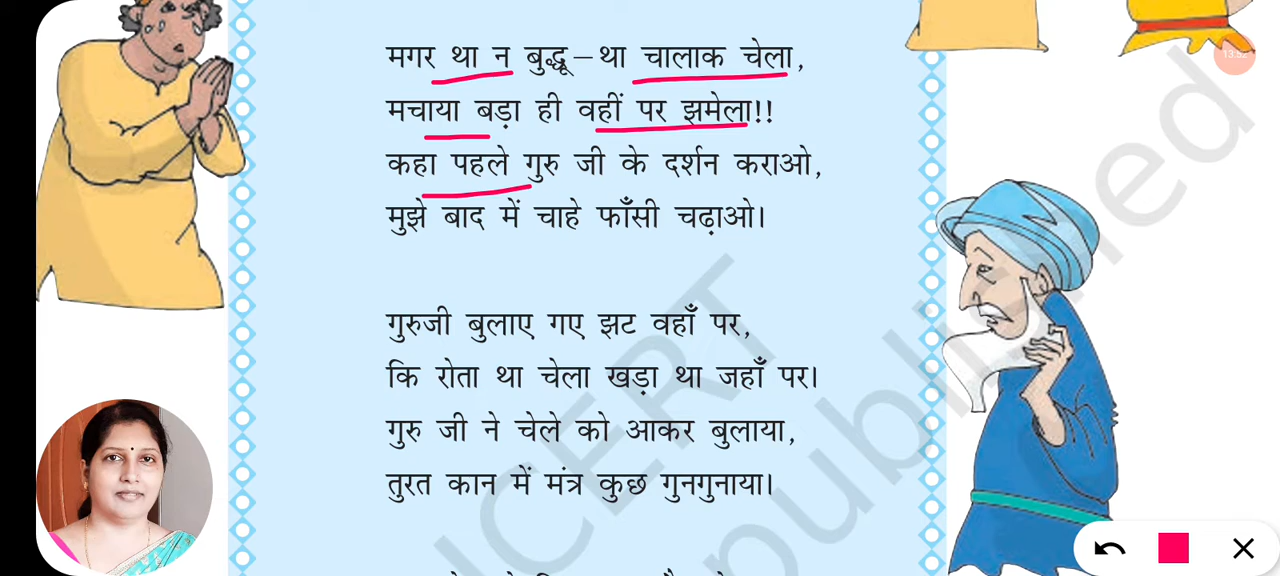 मगर था न बुद्धू – था चालाक चेला,
मचाया बड़ा ही वहीं पर झमेला!!
कहा पहले गुरु जी के दर्शन कराओ,
मुझे बाद में चाहे फाँसी चढ़ाओ।
गुरुजी बुलाए गए झट वहाँ पर,
कि रोता था चेला खड़ा था जहाँ पर।
गुरु जी ने चेले को आकर बुलाया,
तुरत कान में मंत्र कुछ गुनगुनाया।